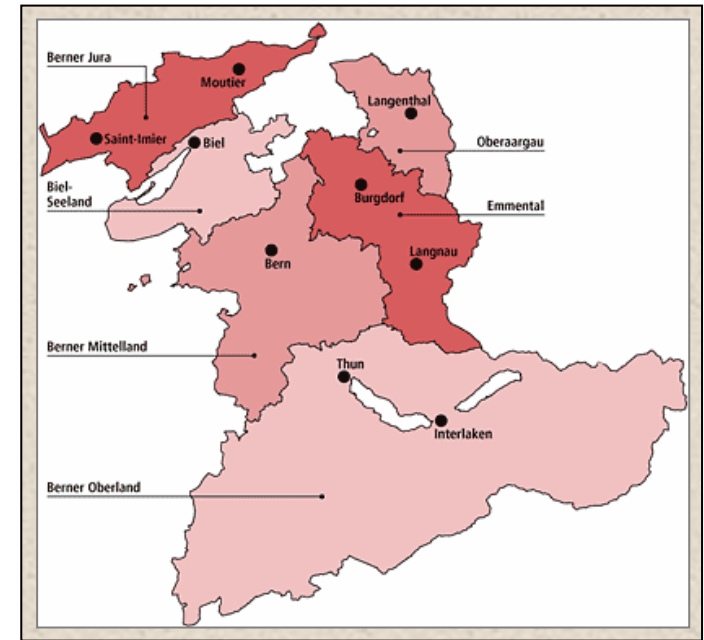 Berner Jura
Moutier
Langenthal
Saint-Imier
Biel
Oberaargau
Biel-
Seeland
Burgdorf
Emmental
Langnau
Bern
Berner Mittelland
Thun
Interlaken
Berner Oberland